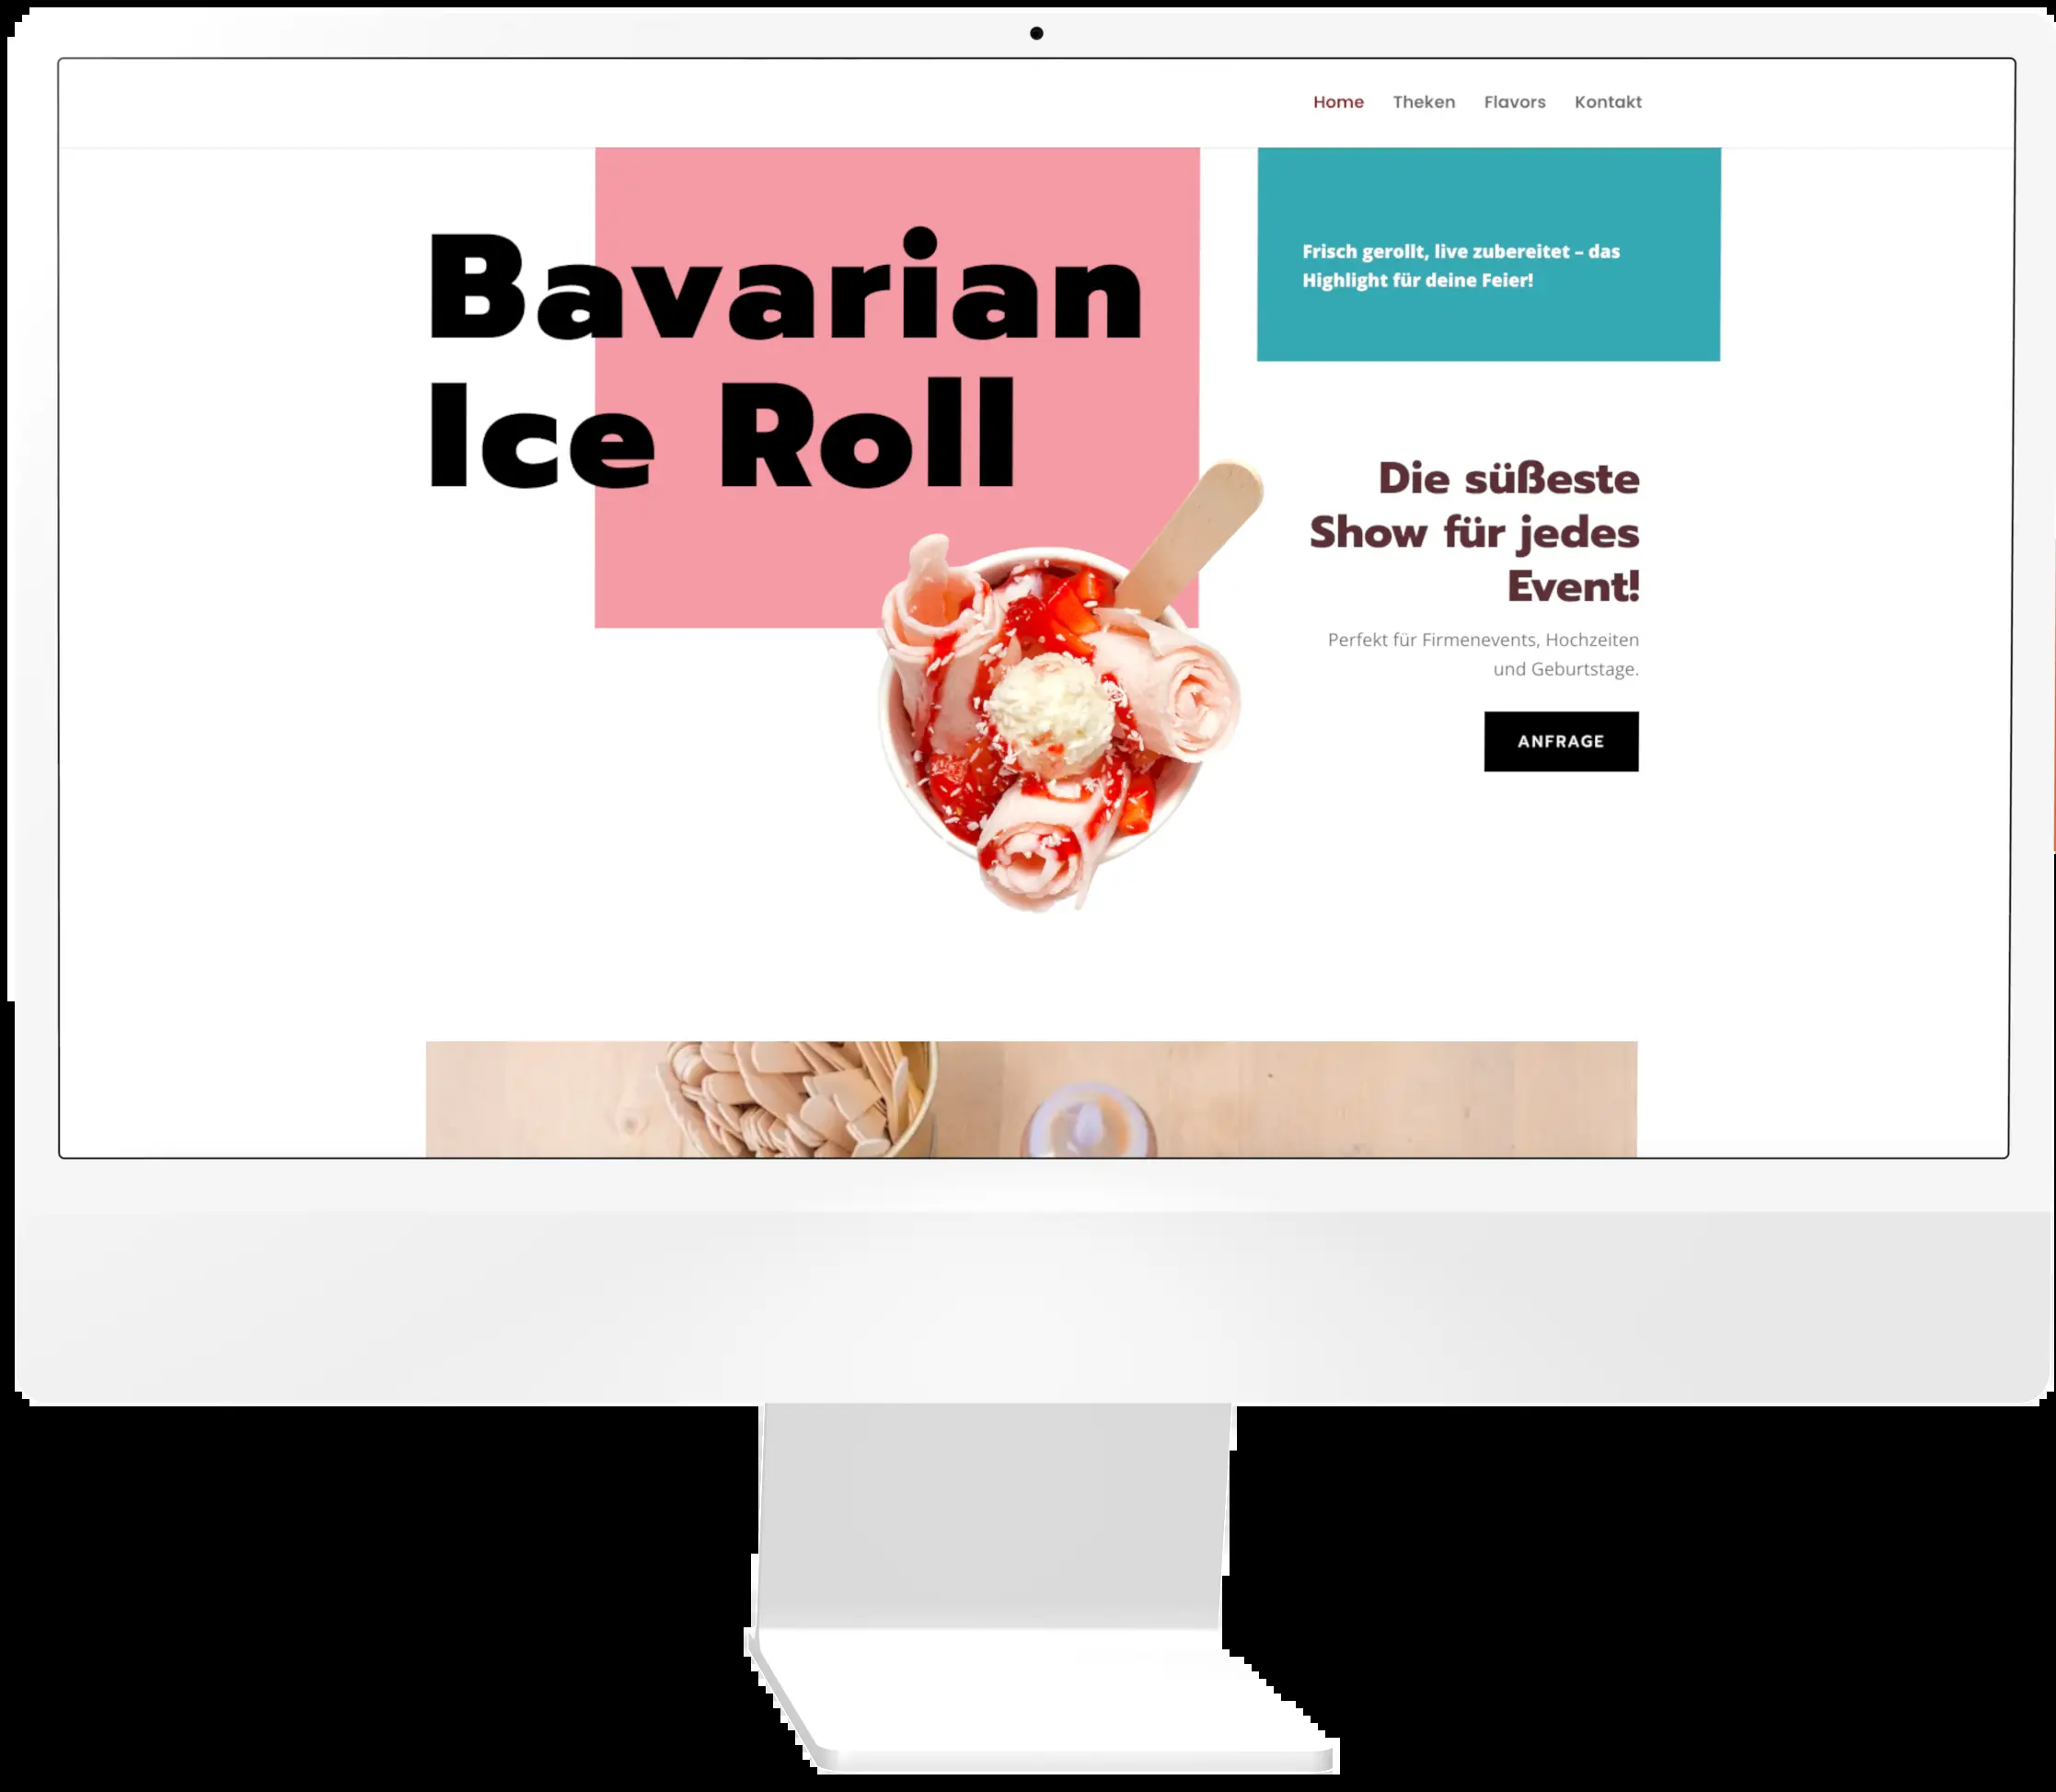 Home Theken Flavors Kontakt
Bavarian
Ice Roll
Frisch gerollt, live zubereitet – das
Highlight für deine Feier!
Die süßeste
Show für jedes
Event!
Perfekt für Firmenevents, Hochzeiten
und Geburtstage.
ANFRAGE